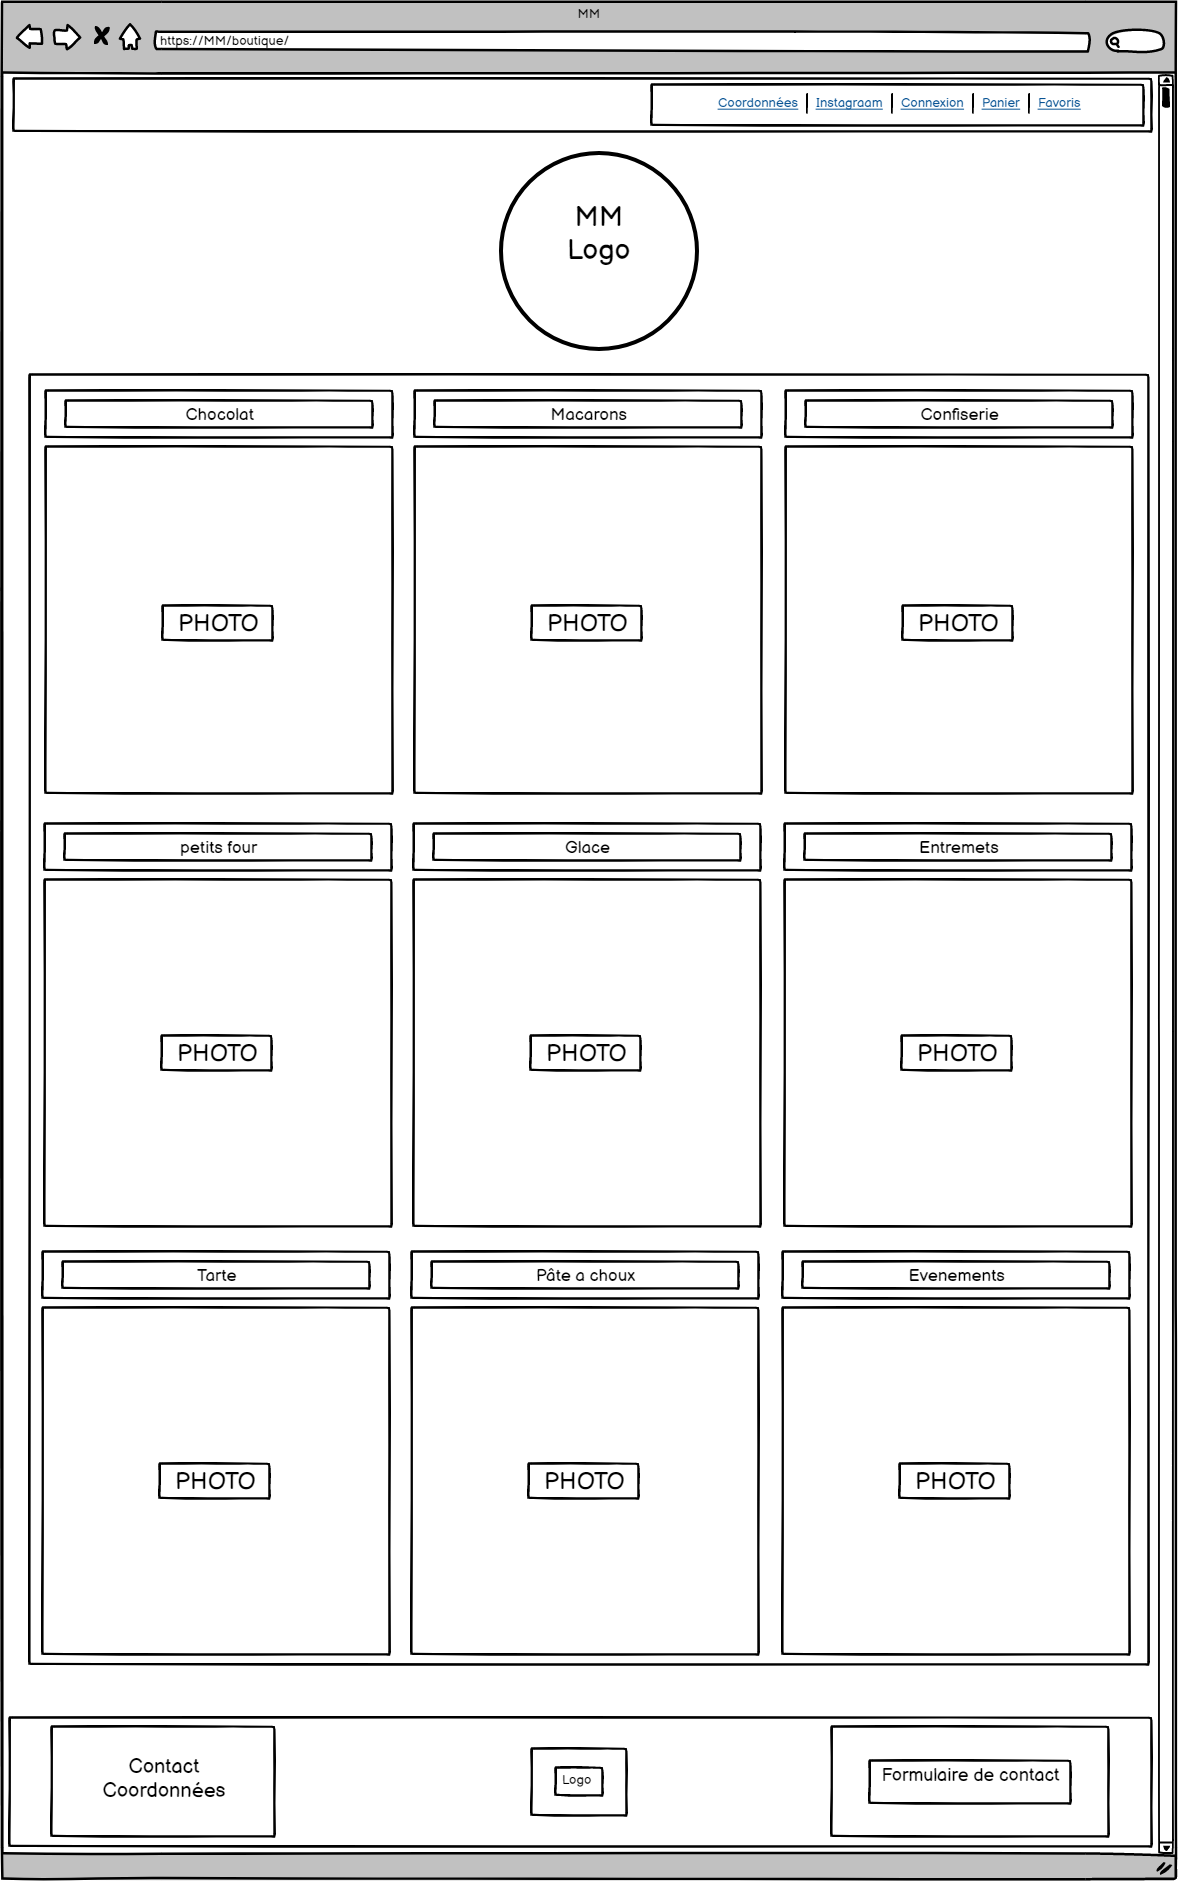 MM
https://MM/boutique/
Coordonnées Instagraam Connexion Panier Favoris
MM
Logo
Chocolat Macarons Confiserie
PHOTO PHOTO PHOTO
petits four Glace Entremets
PHOTO PHOTO PHOTO
Tarte Pâte a choux Evenements
PHOTO PHOTO PHOTO
Contact
Coordonnées
Logo
Formulaire de contact